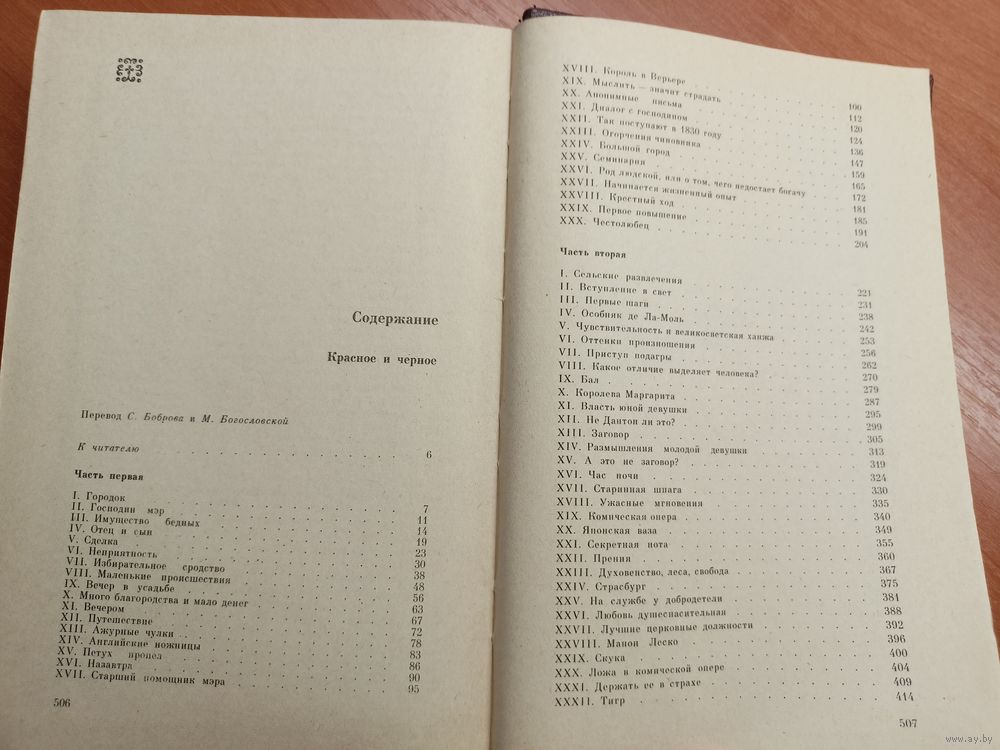 Содержание
Красное и черное
Перевод С. Боброва и М. Богословской
К читателю 6
Часть первая
I. Городок 7
II. Господин мэр 11
III. Имущество бедных 14
IV. Отец и сын 19
V. Сделка 23
VI. Неприятность 30
VII. Избирательное сродство 38
VIII. Маленькие происшествия 48
IX. Вечер в усадьбе 56
X. Много благородства и мало денег 63
XI. Вечером 67
XII. Путешествие 72
XIII. Ажурные чулки 78
XIV. Английские ножницы 83
XV. Петух пропел 86
XVI. Назавтра 90
XVII. Старший помощник мэра 95
506
XVIII. Король в Верьере 100
XIX. Мыслить — значит страдать 112
XX. Анонимные письма 120
XXI. Диалог с господином 124
XXII. Так поступают в 1830 году 136
XXIII. Огорчения чиновника 147
XXIV. Большой город 159
XXV. Семинария 165
XXVI. Род людской, или о том, чего недостает богачу 172
XXVII. Начинается жизненный опыт 181
XXVIII. Крестный ход 185
XXIX. Первое повышение 191
XXX. Честолюбец 204
Часть вторая
I. Сельские развлечения 221
II. Вступление в свет 231
III. Первые шаги 238
IV. Особняк де Ла-Моль 242
V. Чувствительность и великосветская ханжа 253
VI. Оттенки произношения 256
VII. Приступ подагры 262
VIII. Какое отличие выделяет человека? 270
IX. Бал 279
X. Королева Маргарита 287
XI. Власть юной девушки 295
XII. Не Дантон ли это? 299
XIII. Заговор 305
XIV. Размышления молодой девушки 313
XV. А это не заговор? 319
XVI. Час ночи 324
XVII. Старинная шпага 330
XVIII. Ужасные мгновения 335
XIX. Комическая опера 340
XX. Японская ваза 349
XXI. Секретная нота 355
XXII. Прения 360
XXIII. Духовенство, леса, свобода 367
XXIV. Страсбург 375
XXV. На службе у добродетели 381
XXVI. Любовь душеспасительная 388
XXVII. Лучшие церковные должности 392
XXVIII. Манон Леско 396
XXIX. Скука 400
XXX. Ложа в комической опере 404
XXXI. Держать ее в страхе 409
XXXII. Тигр 414
507
www.ay.by